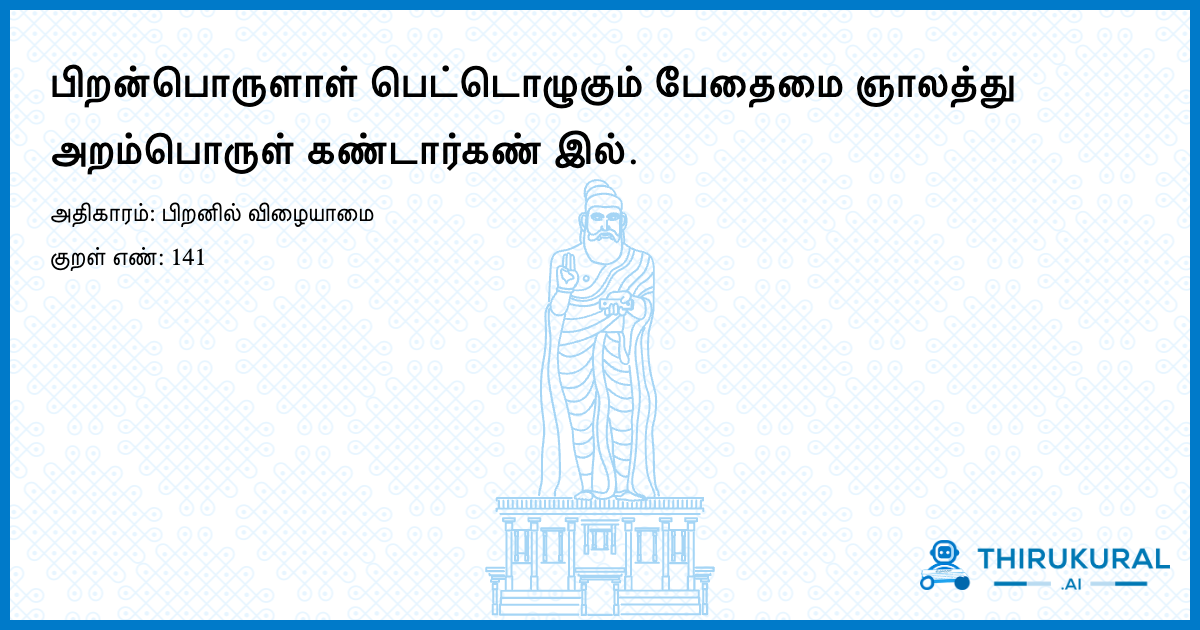 பிறன்பொருளாள் பெட்டொழுகும் பேதைமை ஞாலத்து
அறம்பொருள் கண்டார்கண் இல்.
அதிகாரம்: பிறனில் விழையாமை
குறள் எண்: 141
THIRUKURAL
.AI